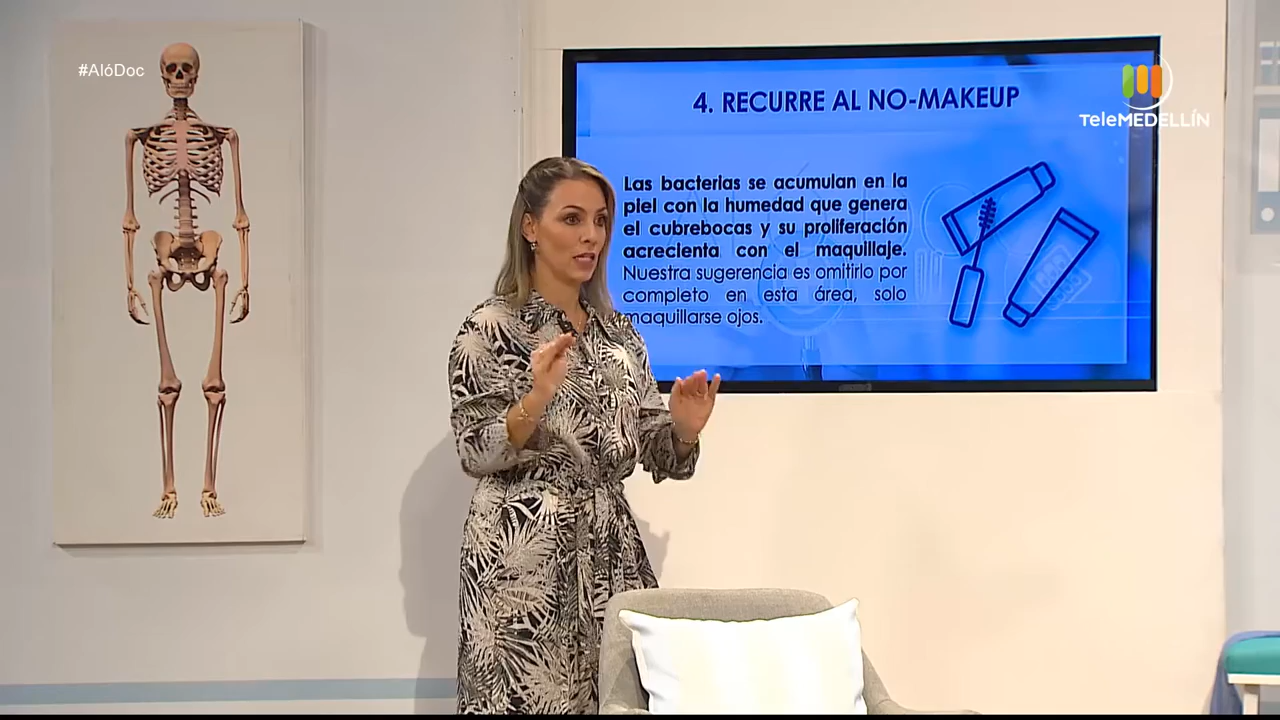 #AlóDoc
TeleMEDELLÍN
4. RECURRE AL NO-MAKEUP
Las bacterias se acumulan en la
piel con la humedad que genera
el cubrebocas y su proliferación
acrecienta con el maquillaje.
Nuestra sugerencia es omitirlo por
completo en esta área, solo
maquillarse ojos.